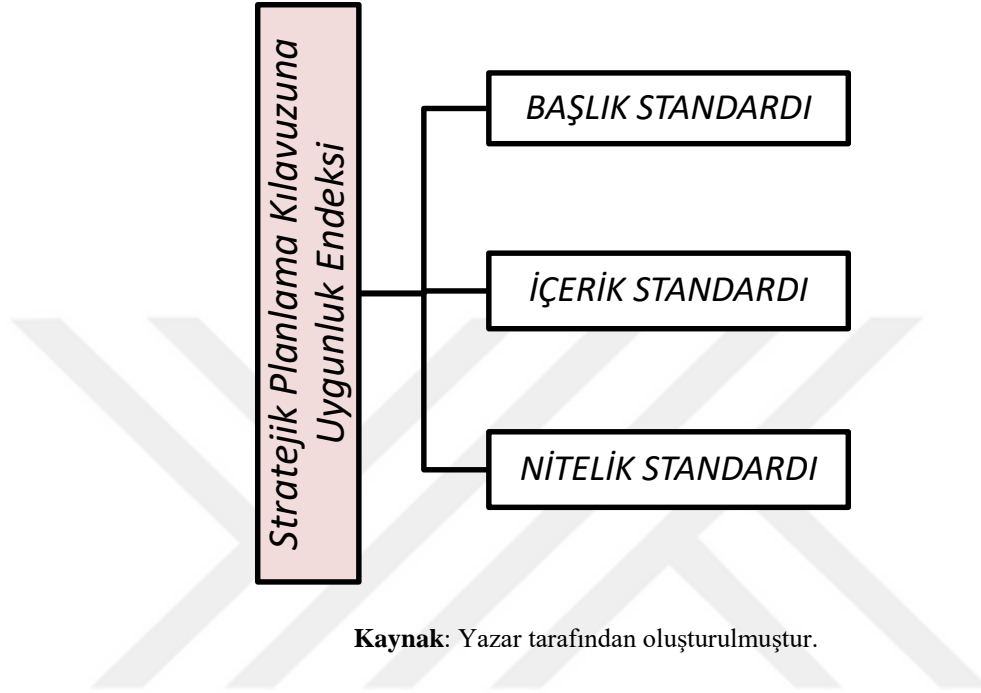 Stratejik Planlama Kılavuzuna
Uygunluk Endeksi
BAŞLIK STANDARDI
İÇERİK STANDARDI
NİTELİK STANDARDI
Kaynak: Yazar tarafından oluşturulmuştur.